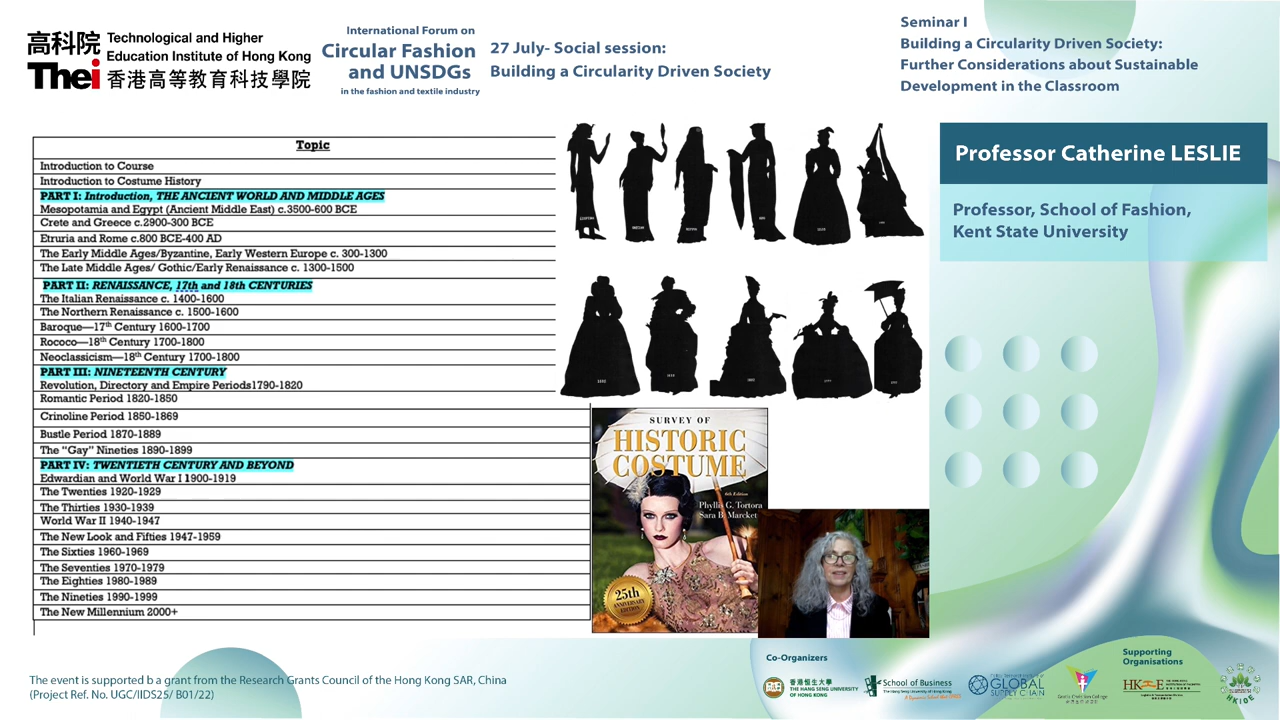 高科院
Thei
Technological and Higher
Education Institute of Hong Kong
香港高等教育科技學院
International Forum on
Circular Fashion
and UNSDGs
in the fashion and textile industry
27 July- Social session:
Building a Circularity Driven Society
Seminar I
Building a Circularity Driven Society:
Further Considerations about Sustainable
Development in the Classroom
Professor Catherine LESLIE
Professor, School of Fashion,
Kent State University
Topic
Introduction to Course
Introduction to Costume History
PART I: Introduction, THE ANCIENT WORLD AND MIDDLE AGES
Mesopotamia and Egypt (Ancient Middle East) c.3500-600 BCE
Crete and Greece c.2900-300 BCE
Etruria and Rome c.800 BCE-400 AD
The Early Middle Ages/Byzantine, Early Western Europe c. 300-1300
The Late Middle Ages/ Gothic/Early Renaissance c. 1300-1500
PART II: RENAISSANCE, 17th and 18th CENTURIES
The Italian Renaissance c. 1400-1600
The Northern Renaissance c. 1500-1600
Baroque—17th Century 1600-1700
Rococo—18th Century 1700-1800
Neoclassicism—18th Century 1700-1800
PART III: NINETEENTH CENTURY
Revolution, Directory and Empire Periods1790-1820
Romantic Period 1820-1850
Crinoline Period 1850-1869
Bustle Period 1870-1889
The “Gay” Nineties 1890-1899
PART IV: TWENTIETH CENTURY AND BEYOND
Edwardian and World War I 1900-1919
The Twenties 1920-1929
The Thirties 1930-1939
World War II 1940-1947
The New Look and Fifties 1947-1959
The Sixties 1960-1969
The Seventies 1970-1979
The Eighties 1980-1989
The Nineties 1990-1999
The New Millennium 2000+
SURVEY OF
HISTORIC
COSTUME
6th Edition
Phyllis G. Tortora
Sara B. Marcket
25th
ANNIVERSARY
EDITION
The event is supported b a grant from the Research Grants Council of the Hong Kong SAR, China
(Project Ref. No. UGC/IIDS25/ B01/22)
Co-Organizers
香港恒生大學
THE HANG SENG UNIVERSITY
OF HONG KONG
School of Business
The Hang Seng University of Hong Kong
GLOBAL
SUPPLY CHAIN
Gratia Christian College
Supporting
Organisations